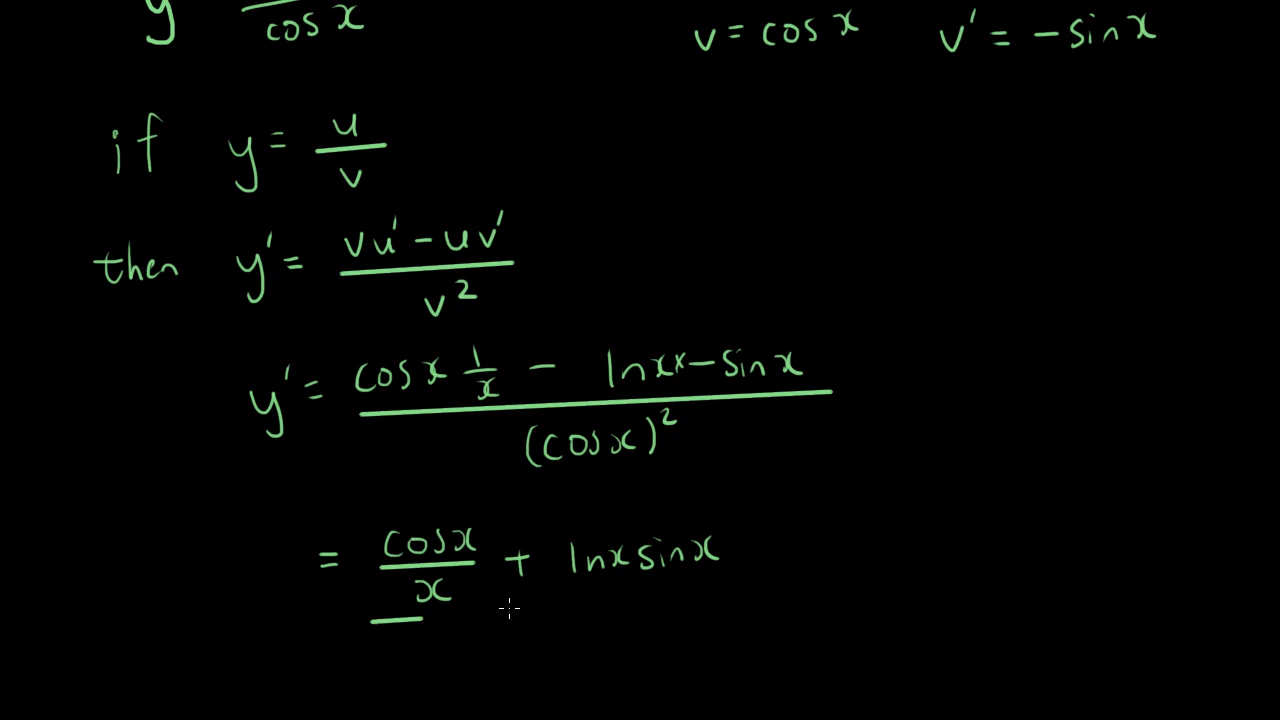 y cos x v = cos x v' = - sin x
if y = u/v
then y' = (vu' - uv')/v²
y' = (cos x 1/x - ln x × - sin x)/(cos x)²
= cos x/x + ln x sin x